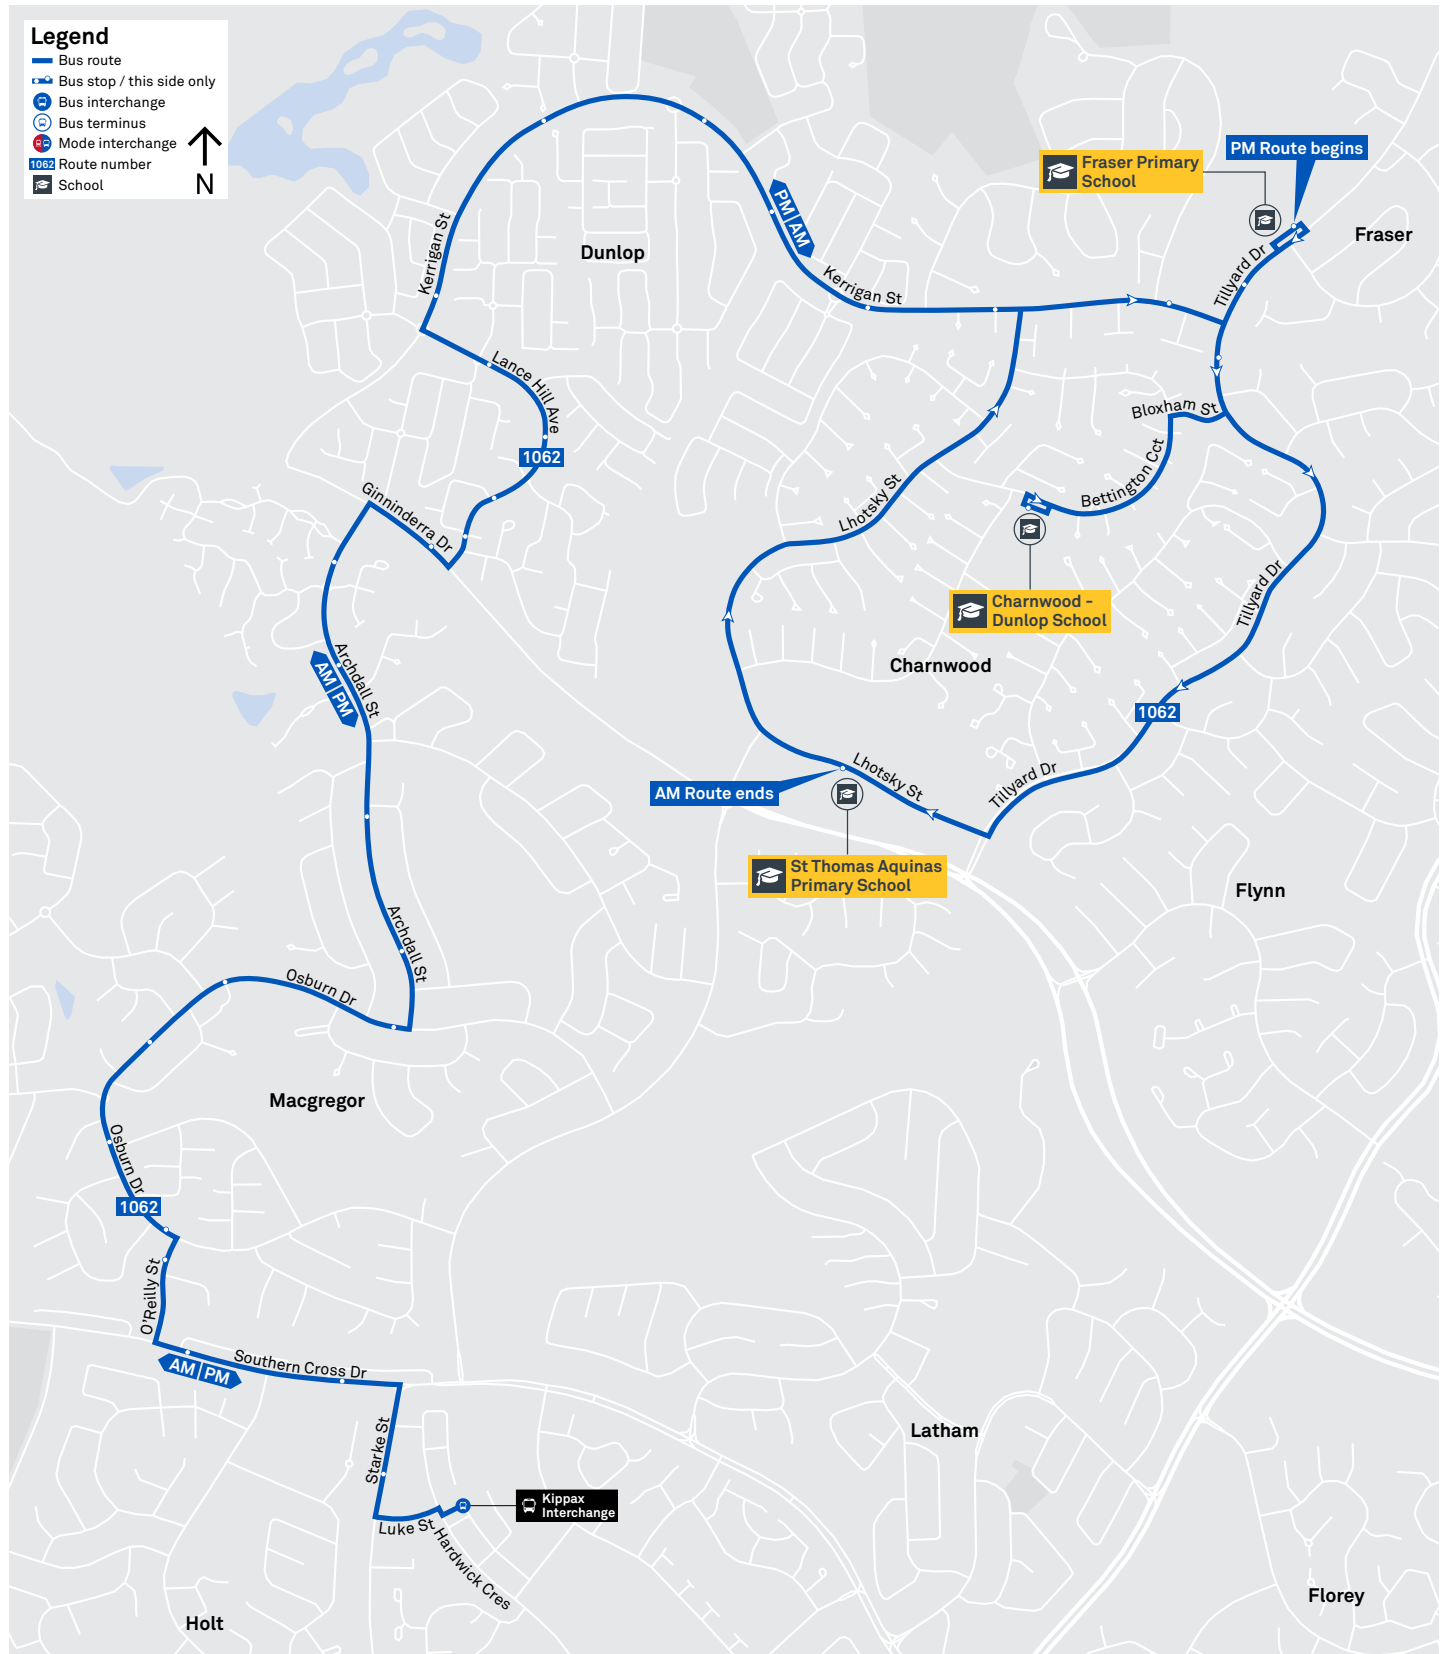 Legend
Bus route
Bus stop / this side only
Bus interchange
Bus terminus
Mode interchange
1062 Route number
School
N
PM Route begins
Fraser Primary
School
Fraser
Tillyard Dr
Dunlop
Kerrigan St
PM | AM
Kerrigan St
Lance Hill Ave
1062
Bloxham St
Bettington Cct
Ginninderra Dr
Lhotsky St
Charnwood -
Dunlop School
Tillyard Dr
Charnwood
Archdall St
AM | PM
1062
Lhotsky St
Tillyard Dr
AM Route ends
St Thomas Aquinas
Primary School
Flynn
Archdall St
Osburn Dr
Macgregor
Osburn Dr
1062
O'Reilly St
AM | PM
Southern Cross Dr
Starke St
Latham
Kippax
Interchange
Luke St
Hardwick Cres
Holt
Florey